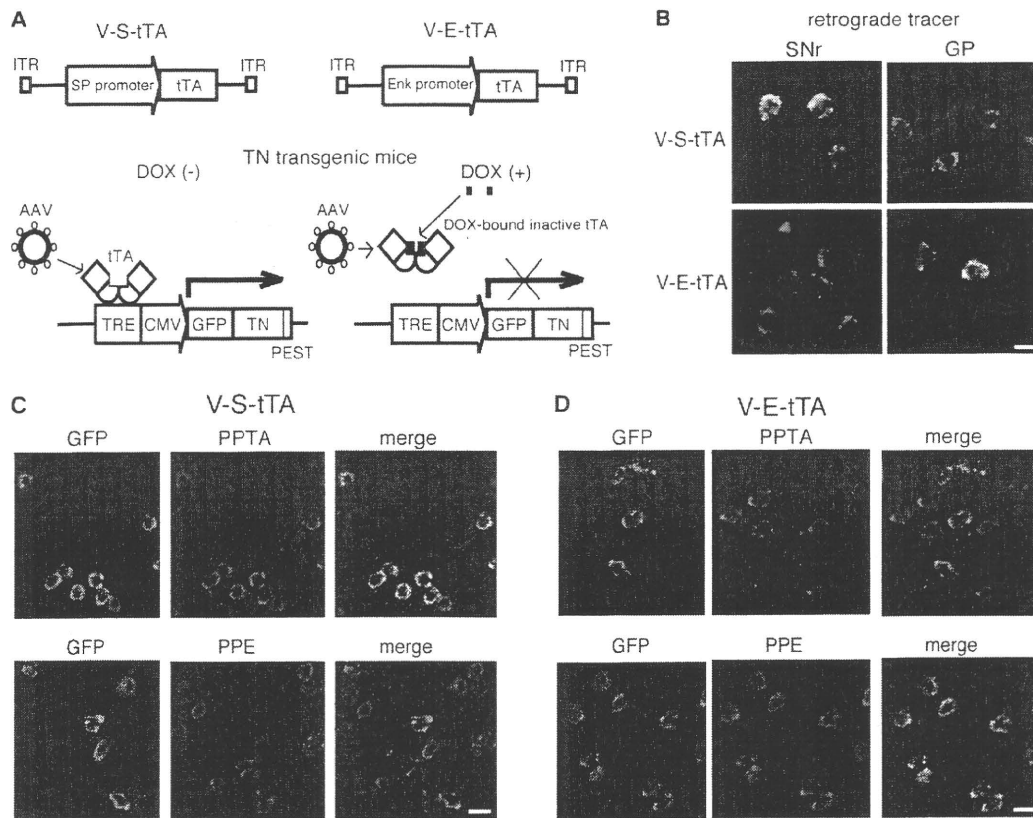 A
V-S-tTA
ITR
ITR
SP promoter
tTA
V-E-tTA
ITR
ITR
Enk promoter
tTA
TN transgenic mice
DOX (-)
AAV
tTA
TRE
CMV
GFP
TN
PEST
DOX (+)
AAV
DOX-bound inactive tTA
TRE
CMV
GFP
TN
PEST
B
retrograde tracer
SNr
GP
V-S-tTA
V-E-tTA
C
V-S-tTA
GFP
PPTA
merge
GFP
PPE
merge
D
V-E-tTA
GFP
PPTA
merge
GFP
PPE
merge